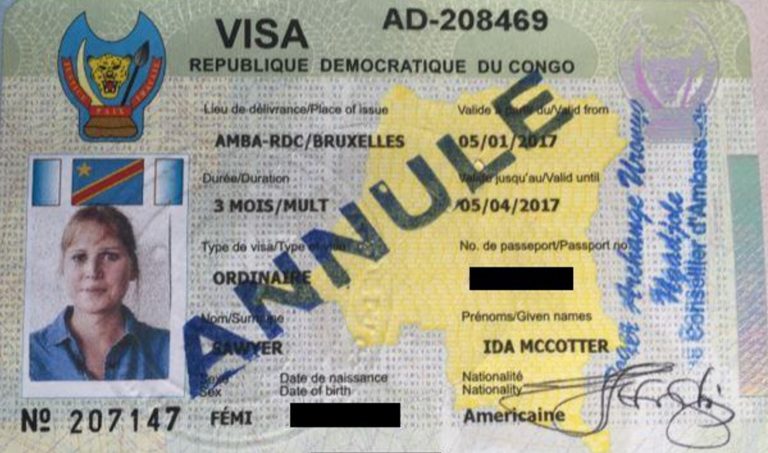 VISA AD-208469
REPUBLIQUE DEMOCRATIQUE DU CONGO
JUSTICE PAIX TRAVAIL
Lieu de délivrance/Place of issue
AMBA-RDC/BRUXELLES
Valide à partir du/Valid from
05/01/2017
Durée/Duration
3 MOIS/MULT
Valide jusqu'au/Valid until
05/04/2017
Type de visa/Type of visa
ORDINAIRE
No. de passeport/Passport no
Nom/Surname
SAWYER
Prénoms/Given names
IDA MCCOTTER
Sexe
Sex
FÉMI
Date de naissance
Date of birth
Nationalité
Nationality
Americaine
Nº 207147
ANNULE
Archange
Conseiller d'Ambassade